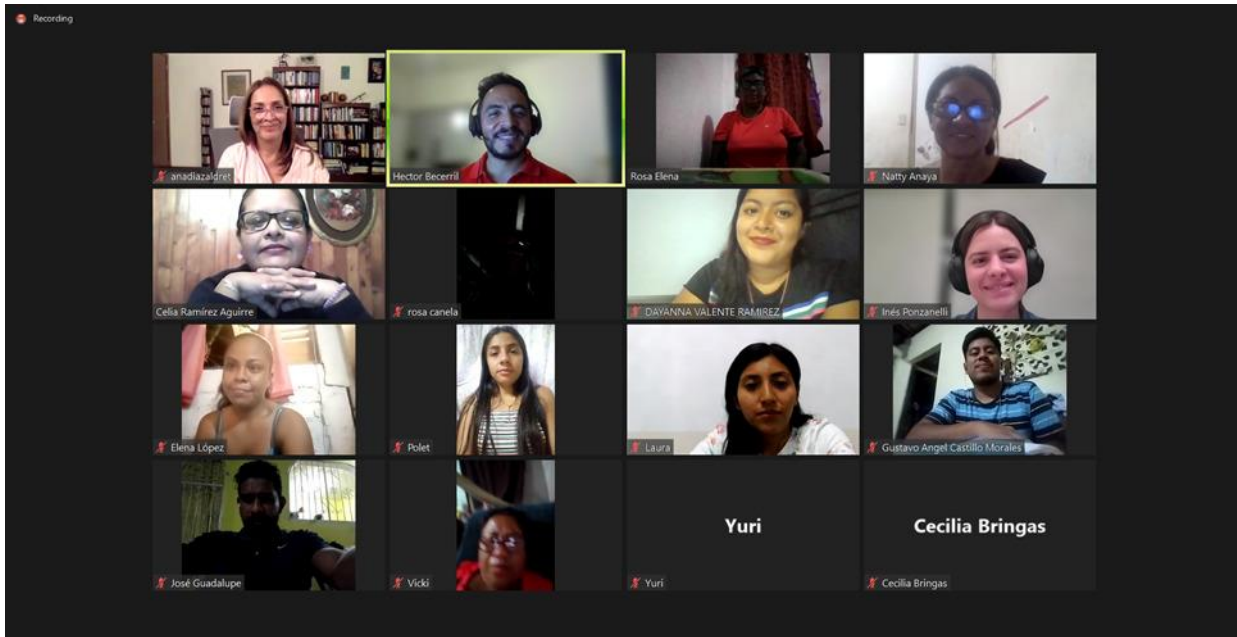 Recording
anadiazaldret
Hector Becerril
Rosa Elena
Natty Anaya
Celia Ramírez Aguirre
rosa canela
DAYANNA VALENTE RAMIREZ
Inés Ponzanelli
Elena López
Polet
Laura
Gustavo Angel Castillo Morales
José Guadalupe
Vicki
Yuri
Yuri
Cecilia Bringas
Cecilia Bringas